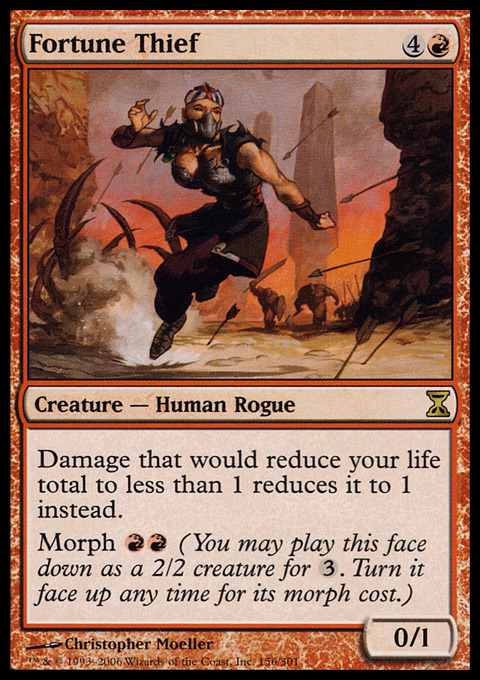 Fortune Thief 4
Creature — Human Rogue
Damage that would reduce your life
total to less than 1 reduces it to 1
instead.
Morph (You may play this face
down as a 2/2 creature for 3. Turn it
face up any time for its morph cost.)
Christopher Moeller
™ & © 1993–2006 Wizards of the Coast, Inc. 156/301
0/1